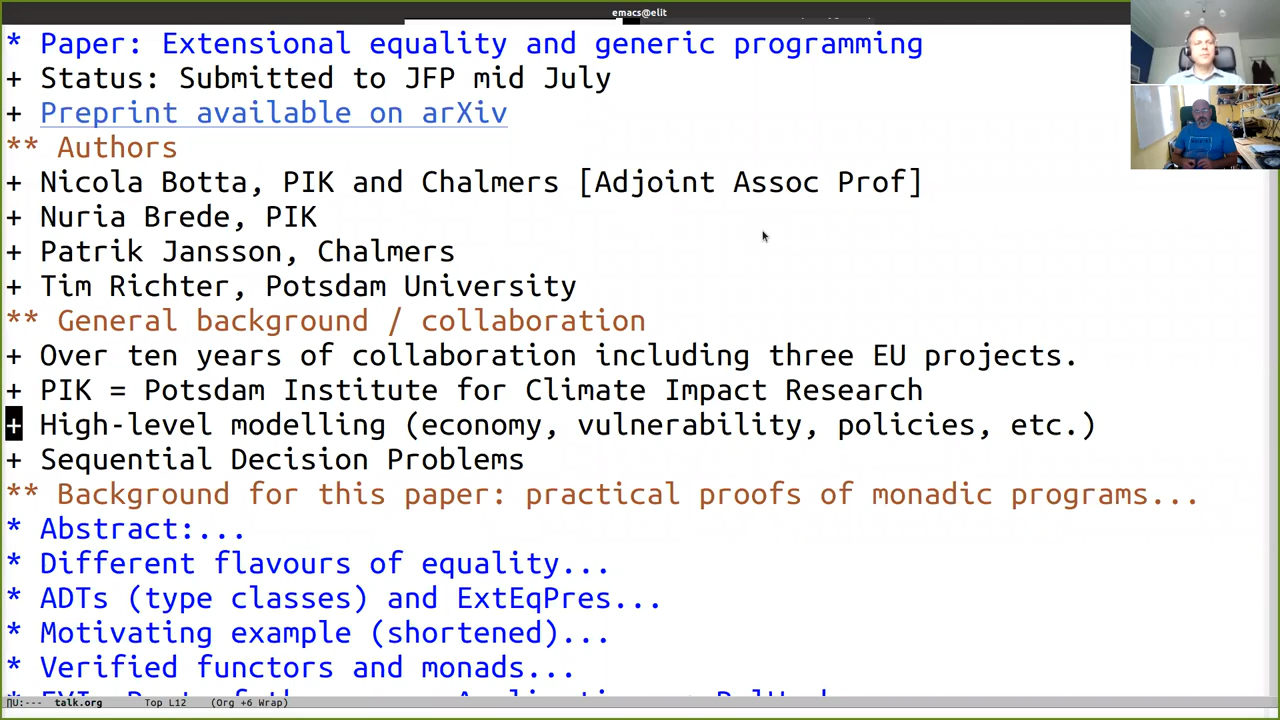 emacs@elit
* Paper: Extensional equality and generic programming
+ Status: Submitted to JFP mid July
+ Preprint available on arXiv
** Authors
+ Nicola Botta, PIK and Chalmers [Adjoint Assoc Prof]
+ Nuria Brede, PIK
+ Patrik Jansson, Chalmers
+ Tim Richter, Potsdam University
** General background / collaboration
+ Over ten years of collaboration including three EU projects.
+ PIK = Potsdam Institute for Climate Impact Research
+ High-level modelling (economy, vulnerability, policies, etc.)
+ Sequential Decision Problems
** Background for this paper: practical proofs of monadic programs...
* Abstract:...
* Different flavours of equality...
* ADTs (type classes) and ExtEqPres...
* Motivating example (shortened)...
* Verified functors and monads...
U:--- talk.org Top L12 (Org +6 Wrap)